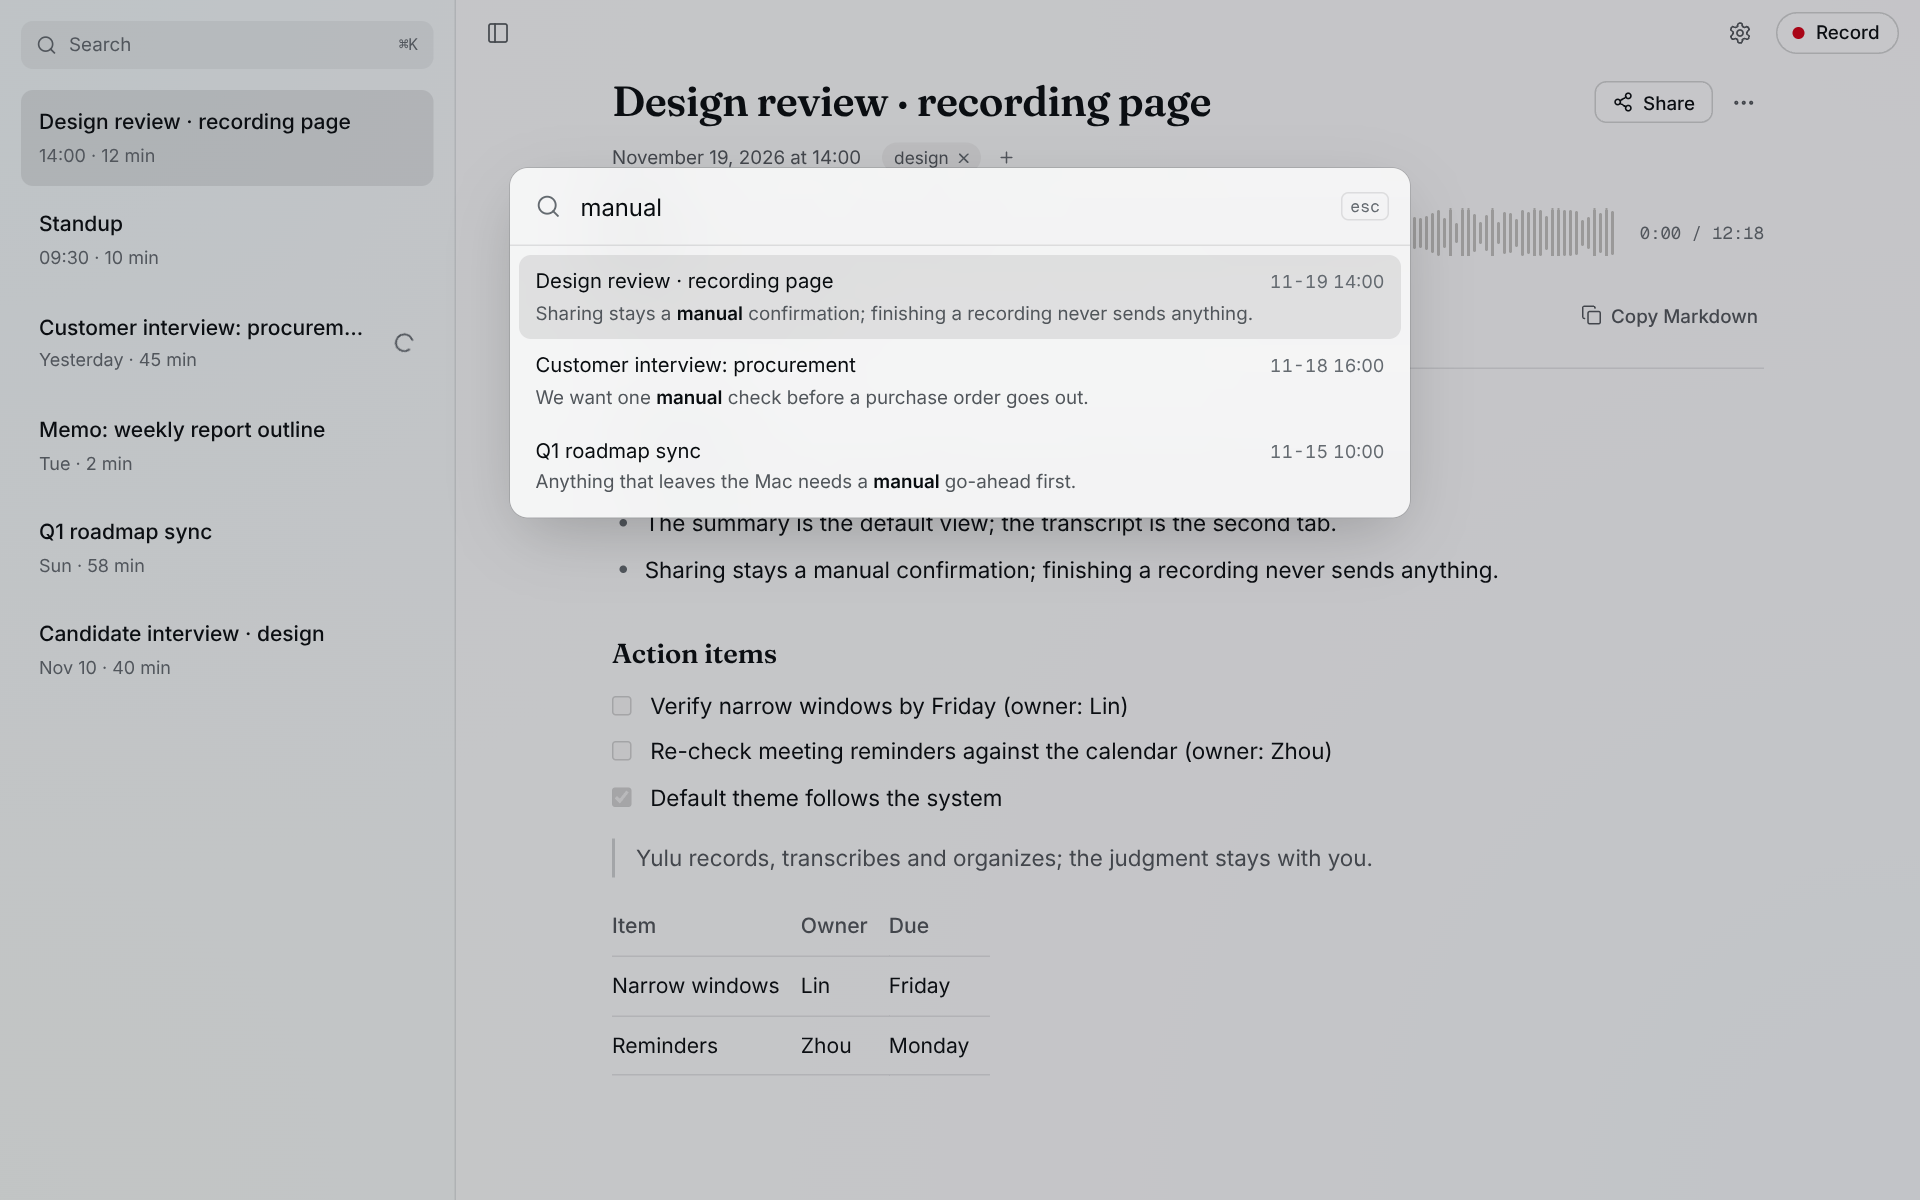 Search ⌘K
Design review · recording page
14:00 · 12 min
Standup
09:30 · 10 min
Customer interview: procurem...
Yesterday · 45 min
Memo: weekly report outline
Tue · 2 min
Q1 roadmap sync
Sun · 58 min
Candidate interview · design
Nov 10 · 40 min
Record
Design review · recording page
Share
November 19, 2026 at 14:00 design
manual esc
Design review · recording page 11-19 14:00
Sharing stays a manual confirmation; finishing a recording never sends anything.
Customer interview: procurement 11-18 16:00
We want one manual check before a purchase order goes out.
Q1 roadmap sync 11-15 10:00
Anything that leaves the Mac needs a manual go-ahead first.
0:00 / 12:18
Copy Markdown
The summary is the default view; the transcript is the second tab.
Sharing stays a manual confirmation; finishing a recording never sends anything.
Action items
Verify narrow windows by Friday (owner: Lin)
Re-check meeting reminders against the calendar (owner: Zhou)
Default theme follows the system
Yulu records, transcribes and organizes; the judgment stays with you.
Item Owner Due
Narrow windows Lin Friday
Reminders Zhou Monday